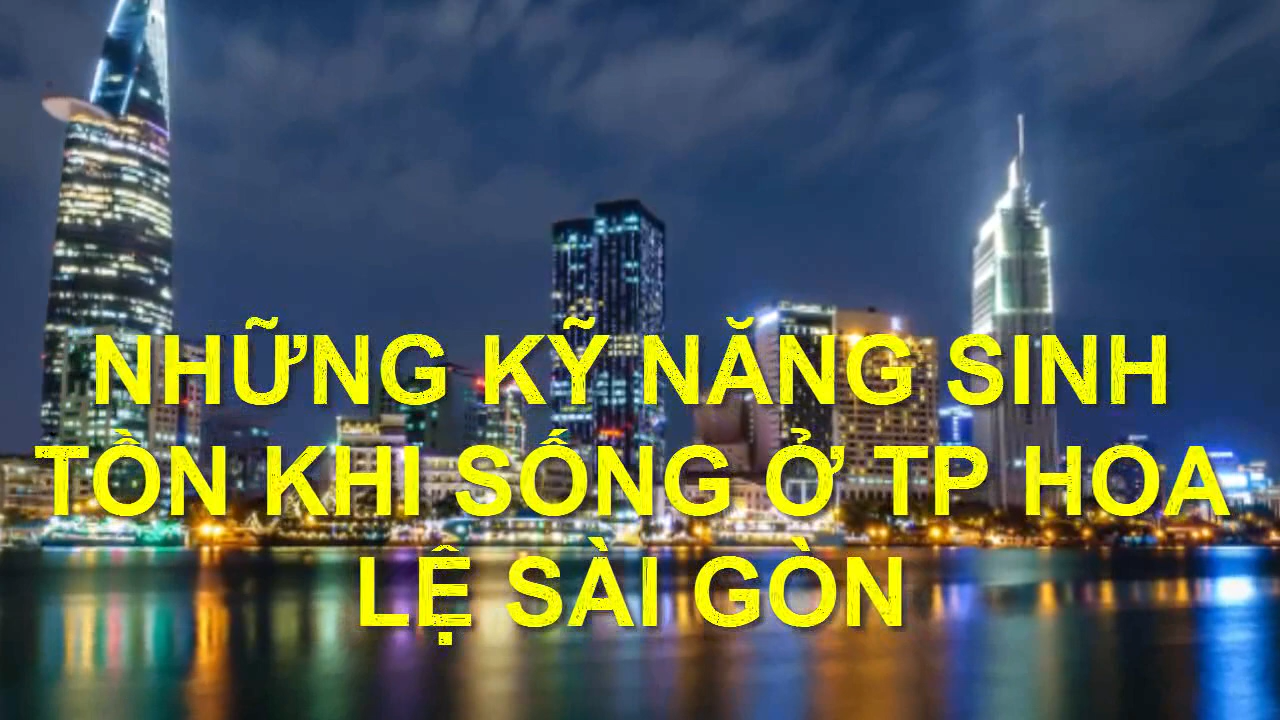 NHỮNG KỸ NĂNG SINH
TỒN KHI SỐNG Ở TP HOA
LỆ SÀI GÒN